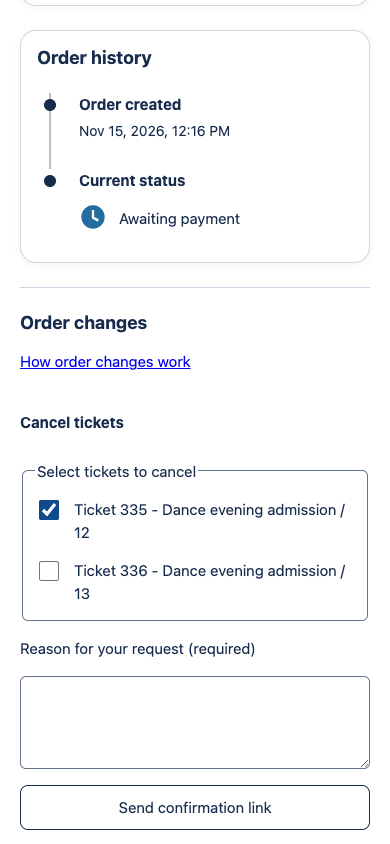 Order history
Order created
Nov 15, 2026, 12:16 PM
Current status
Awaiting payment
Order changes
How order changes work
Cancel tickets
Select tickets to cancel
Ticket 335 - Dance evening admission /
12
Ticket 336 - Dance evening admission /
13
Reason for your request (required)
Send confirmation link